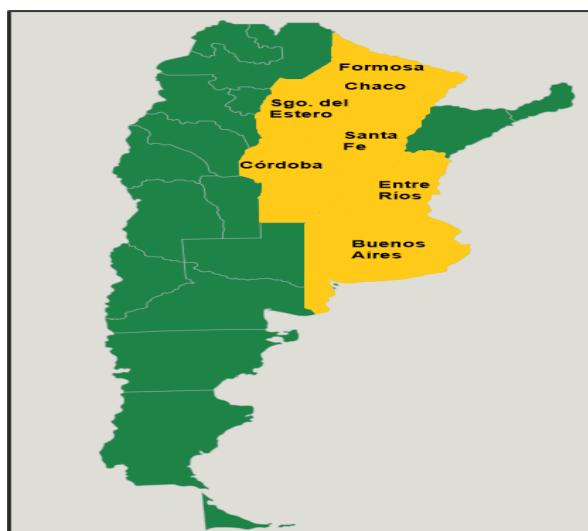 Formosa
Chaco
Sgo. del
Estero
Santa
Fe
Córdoba
Entre
Ríos
Buenos
Aires